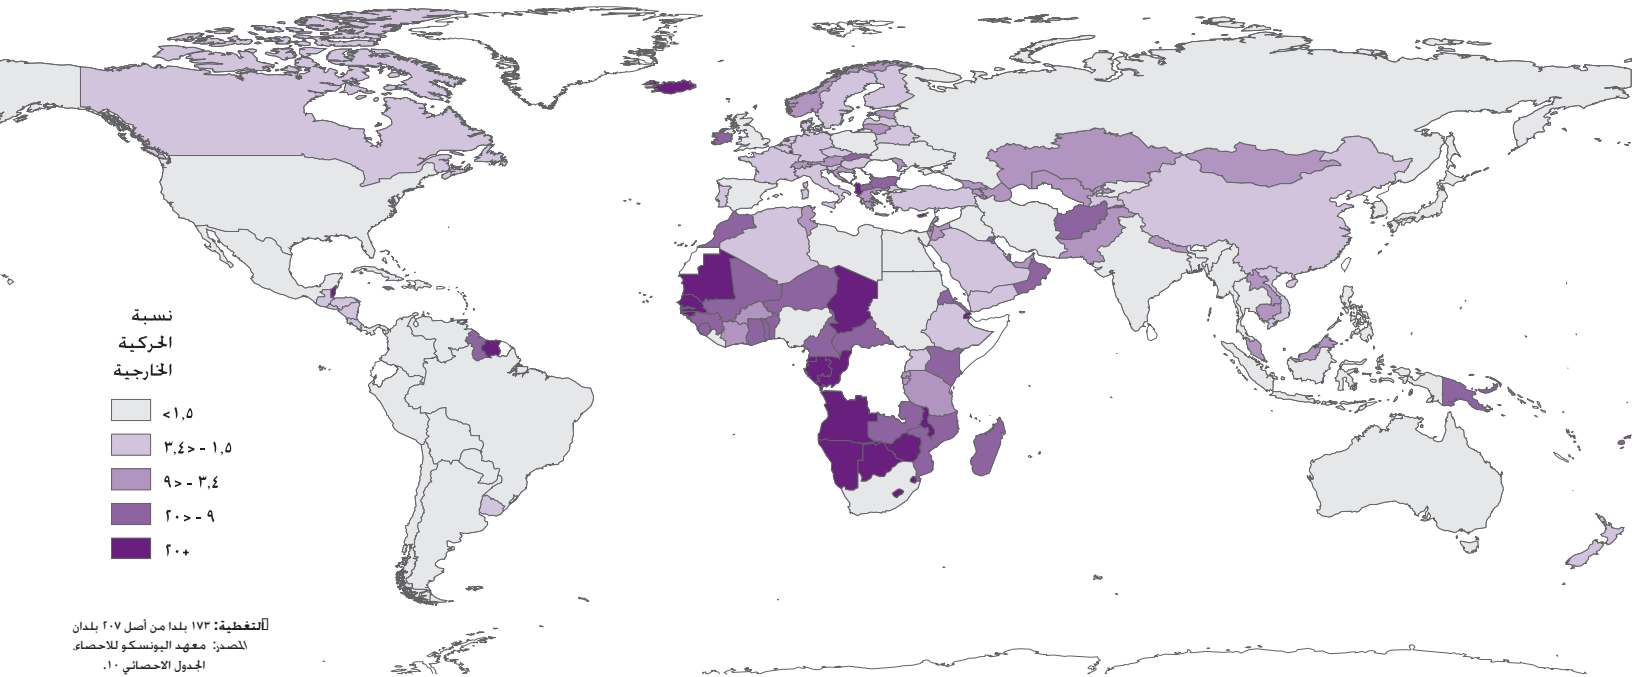 نسبة
الحركية
الخارجية
<١,٥
١,٥ - <٣,٤
٣,٤ - <٩
٩ - <٢٠
+٢٠
التغطية: ١٧٣ بلدا من أصل ٢٠٧ بلدان
المصدر: معهد اليونسكو للاحصاء.
الجدول الاحصائي ١٠.